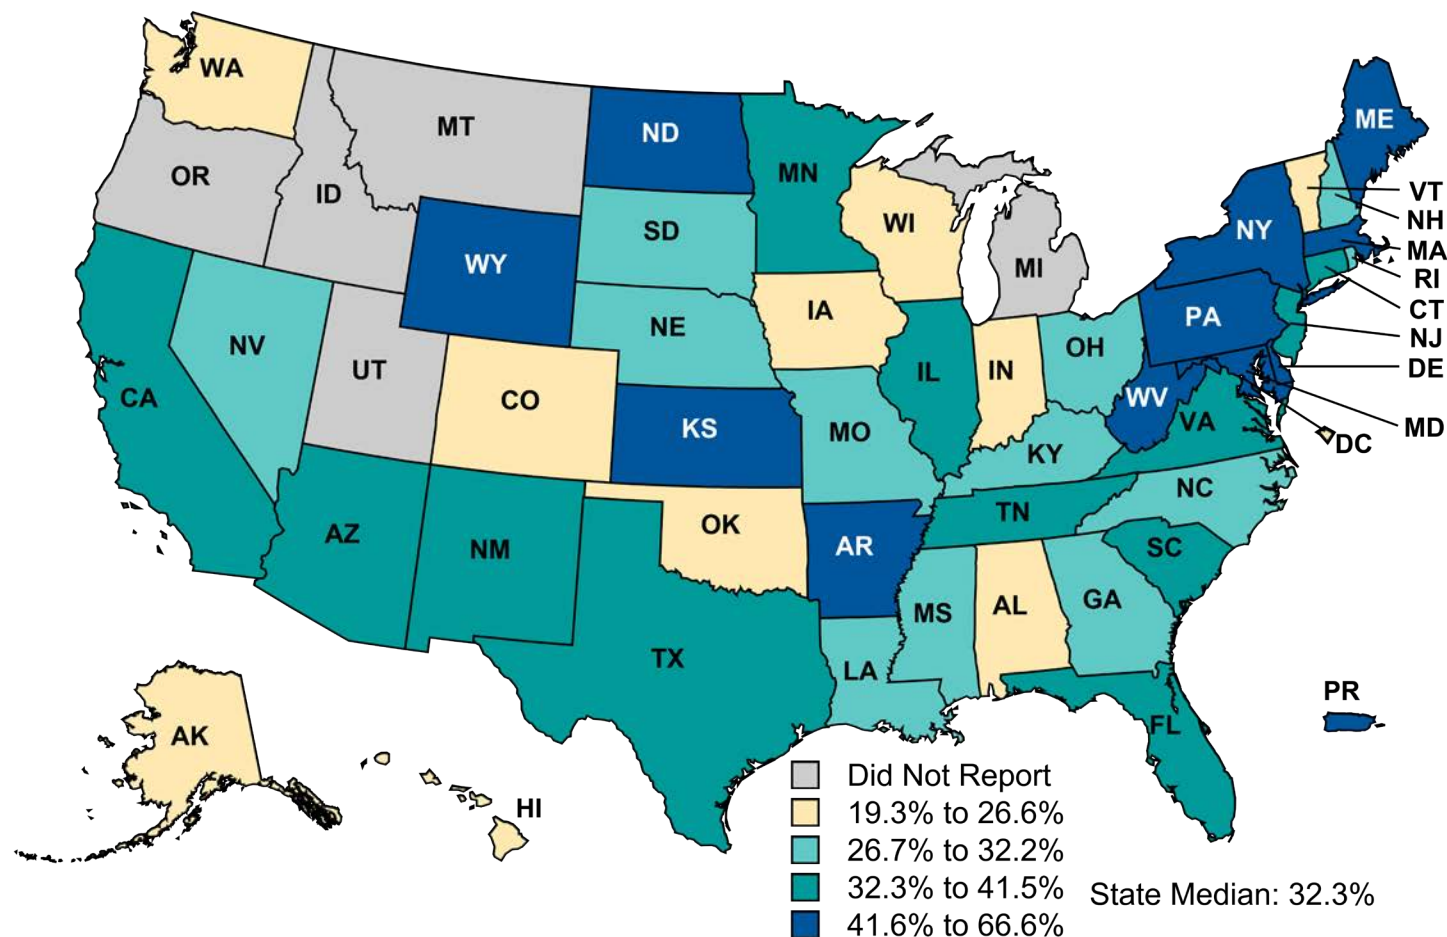 WA
MT
ND
MN
ME
OR
ID
SD
WI
MI
NY
VT
NH
MA
RI
CT
NJ
DE
MD
DC
WY
NV
UT
CO
NE
IA
IL
IN
OH
PA
WV
VA
CA
KS
MO
KY
NC
AZ
NM
OK
AR
TN
SC
MS
AL
GA
TX
LA
FL
PR
AK
HI
Did Not Report
19.3% to 26.6%
26.7% to 32.2%
32.3% to 41.5%
State Median: 32.3%
41.6% to 66.6%